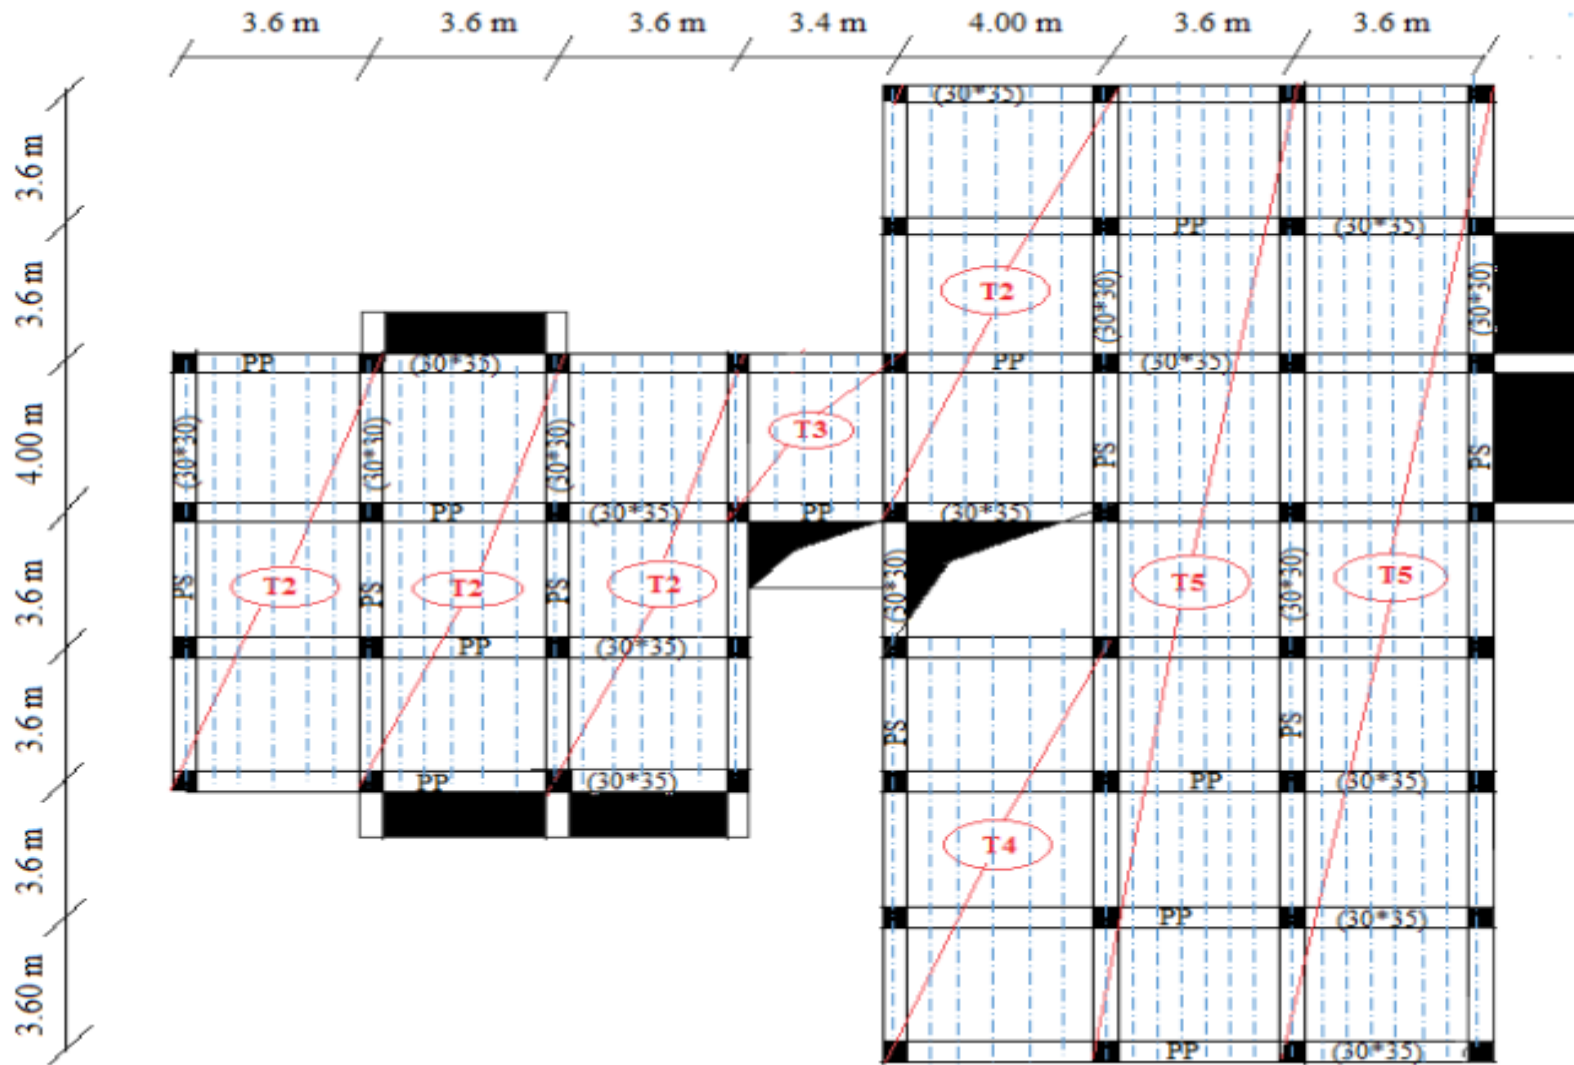 3.6 m 3.6 m 3.6 m 3.4 m 4.00 m 3.6 m 3.6 m
(30*35)
3.6 m
PP (30*35)
3.6 m
T2
(30*30)
(30*30)
PP (30*35) PP (30*35)
4.00 m
(30*30)
(30*30)
(30*30)
T3
PS
PS
PP (30*35) PP (30*35)
3.6 m
PS
T2
PS
T2
PS
T2
(30*30)
T5
(30*30)
T5
PP (30*35)
3.6 m
PS
PS
PP (30*35) PP (30*35)
3.6 m
T4
PP (30*35)
3.60 m
PP (30*35)